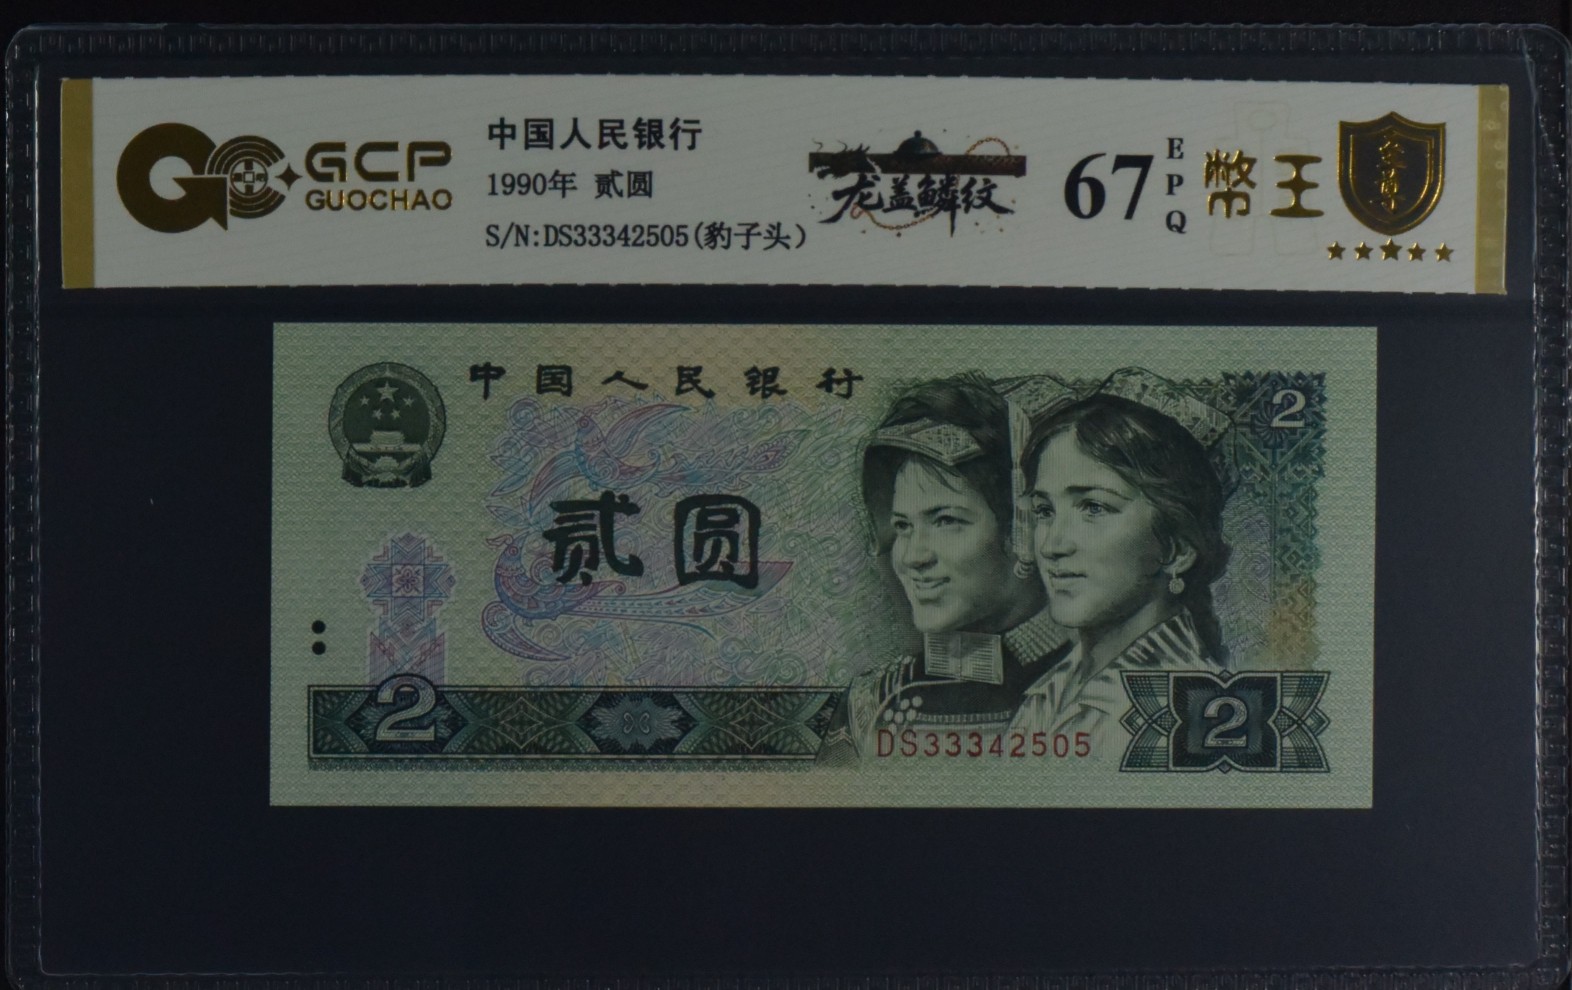 GCP
GUOCHAO
中国人民银行
1990年 贰圆
S/N:DS33342505(豹子头)
龙盖鳞纹
67
EPQ
幣王
金尊
中国人民银行
2
贰圆
2
DS33342505
2